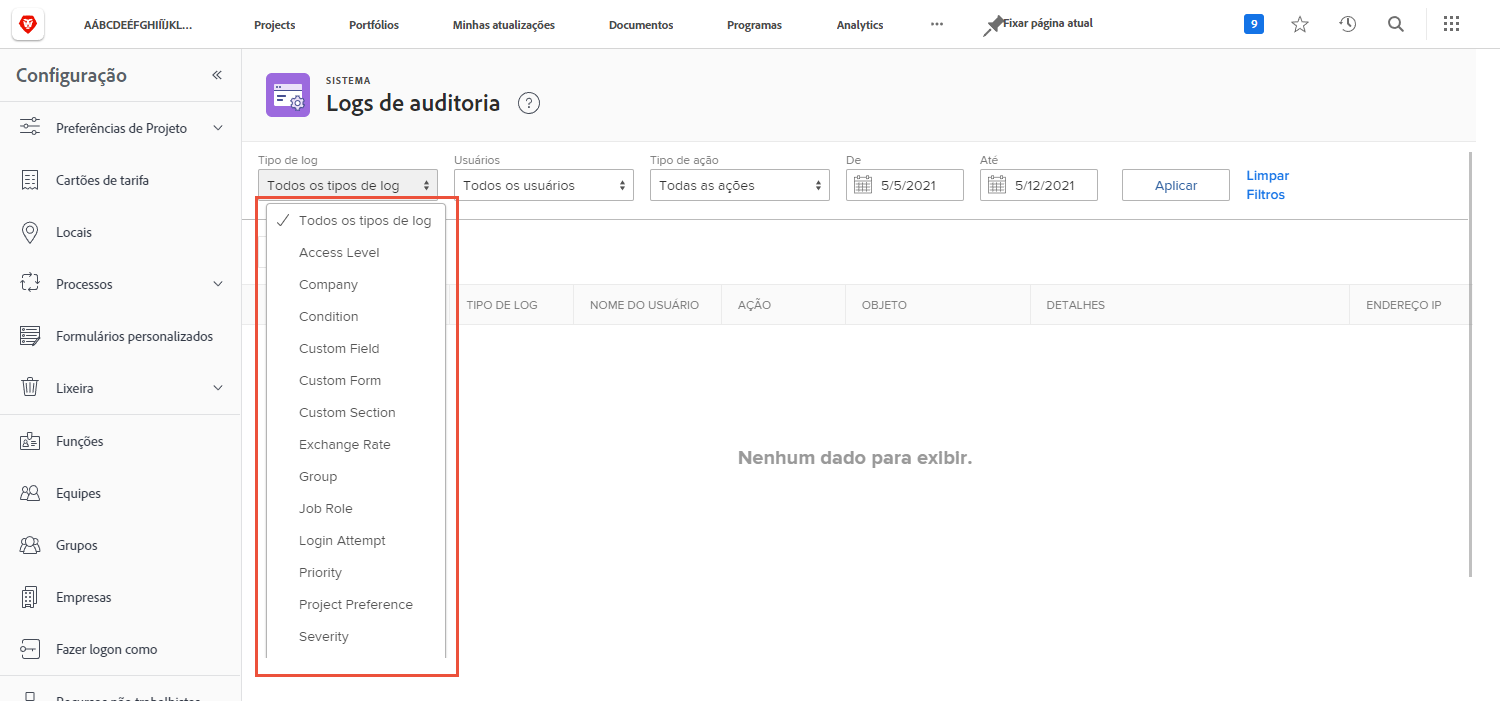 AÁBCDEÉFGHIÍÏJKL...
Projects
Portfólios
Minhas atualizações
Documentos
Programas
Analytics
Fixar página atual
9
Configuração
Preferências de Projeto
Cartões de tarifa
Locais
Processos
Formulários personalizados
Lixeira
Funções
Equipes
Grupos
Empresas
Fazer logon como
Recursos não trabalhistas
SISTEMA
Logs de auditoria
?
Tipo de log
Todos os tipos de log
Usuários
Todos os usuários
Tipo de ação
Todas as ações
De
5/5/2021
Até
5/12/2021
Aplicar
Limpar
Filtros
Todos os tipos de log
Access Level
Company
Condition
Custom Field
Custom Form
Custom Section
Exchange Rate
Group
Job Role
Login Attempt
Priority
Project Preference
Severity
TIPO DE LOG
NOME DO USUÁRIO
AÇÃO
OBJETO
DETALHES
ENDEREÇO IP
Nenhum dado para exibir.